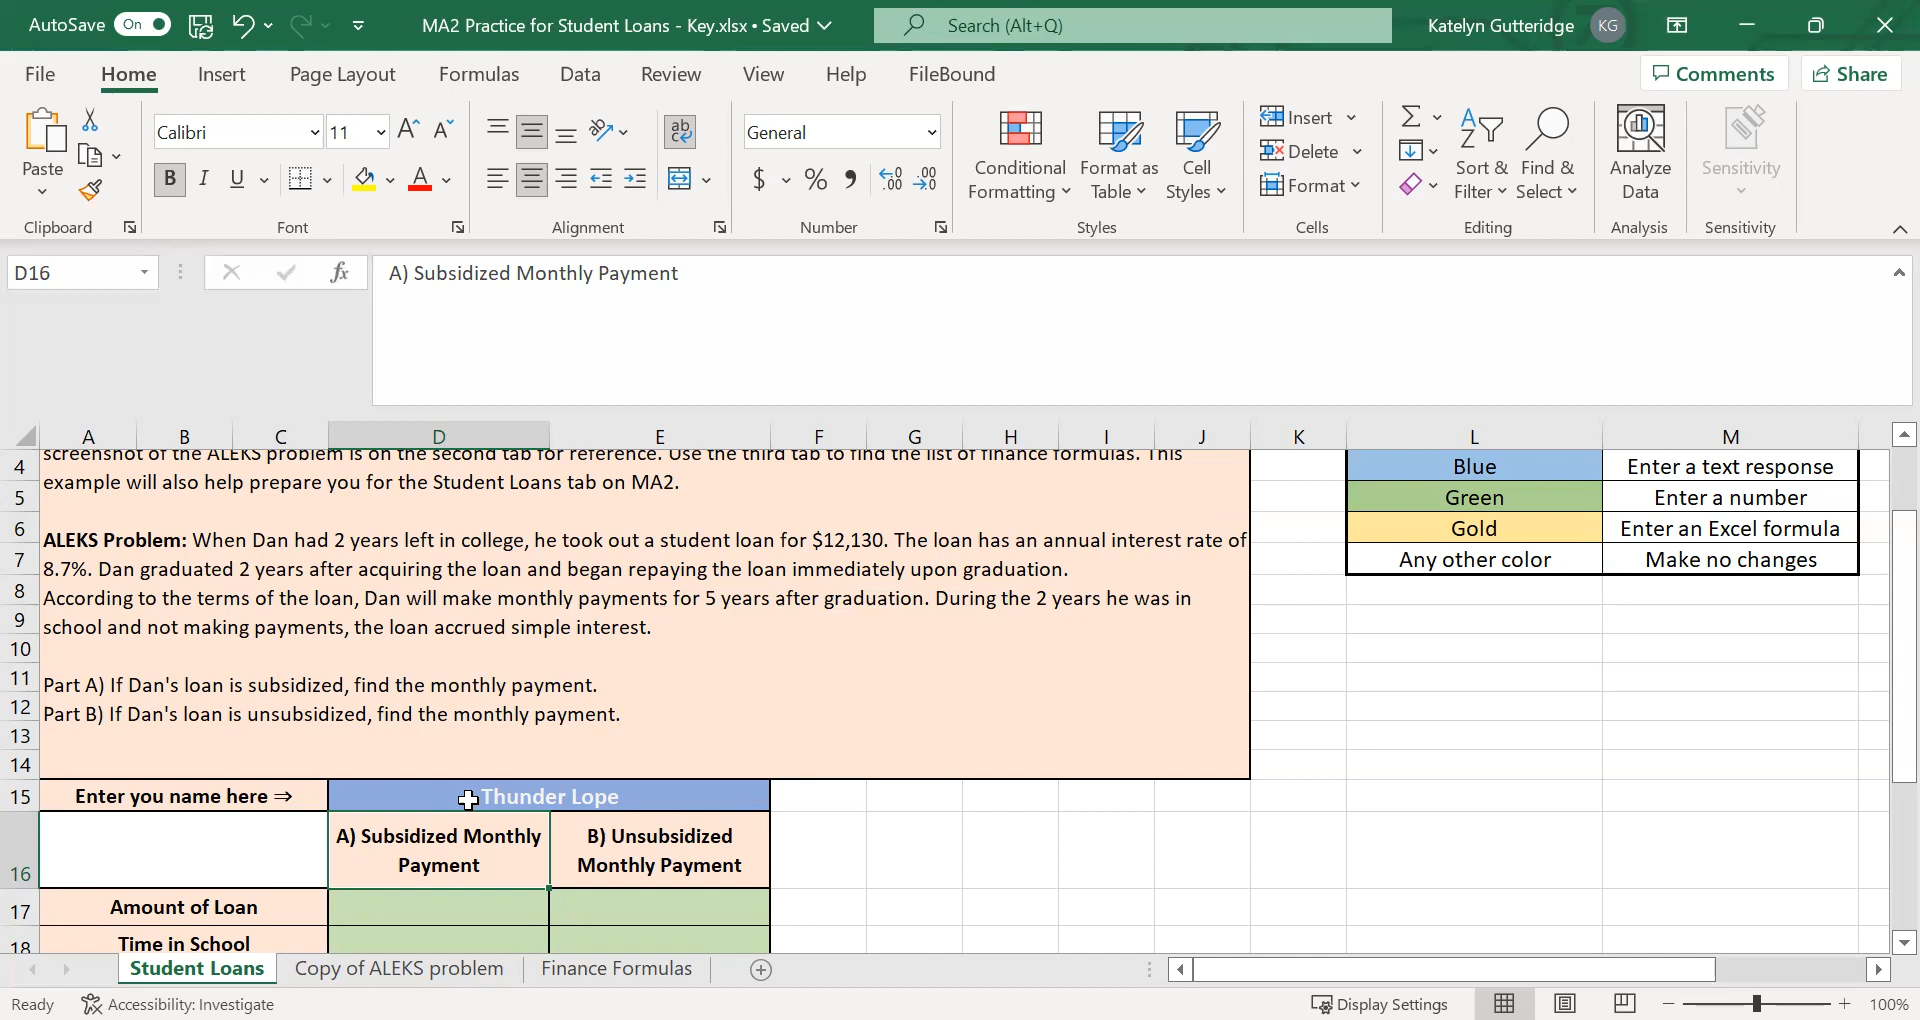 AutoSave On MA2 Practice for Student Loans - Key.xlsx • Saved Search (Alt+Q) Katelyn Gutteridge KG
File Home Insert Page Layout Formulas Data Review View Help FileBound Comments Share
Calibri 11 General
Paste Conditional Formatting Format as Table Cell Styles Insert Delete Format Sort & Filter Find & Select Analyze Data Sensitivity
Clipboard Font Alignment Number Styles Cells Editing Analysis Sensitivity
D16 fx A) Subsidized Monthly Payment
A B C D E F G H I J K L M
screenshot of the ALEKS problem is on the second tab for reference. Use the third tab to find the list of finance formulas. This
4 Blue Enter a text response
example will also help prepare you for the Student Loans tab on MA2.
5 Green Enter a number
6 Gold Enter an Excel formula
ALEKS Problem: When Dan had 2 years left in college, he took out a student loan for $12,130. The loan has an annual interest rate of
7 Any other color Make no changes
8.7%. Dan graduated 2 years after acquiring the loan and began repaying the loan immediately upon graduation.
8
According to the terms of the loan, Dan will make monthly payments for 5 years after graduation. During the 2 years he was in
9
school and not making payments, the loan accrued simple interest.
10
11
Part A) If Dan's loan is subsidized, find the monthly payment.
12
Part B) If Dan's loan is unsubsidized, find the monthly payment.
13
14
15 Enter you name here ⇒ Thunder Lope
16 A) Subsidized Monthly B) Unsubsidized
Payment Monthly Payment
17 Amount of Loan
18 Time in School
Student Loans Copy of ALEKS problem Finance Formulas
Ready Accessibility: Investigate Display Settings 100%